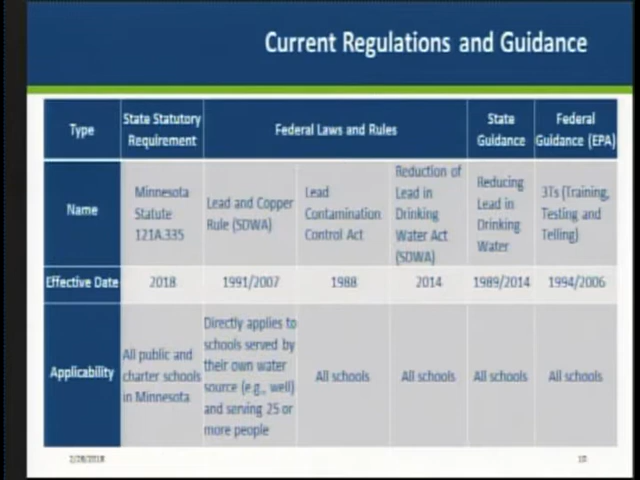 Current Regulations and Guidance
Type
State Statutory
Requirement
Federal Laws and Rules
State
Guidance
Federal
Guidance (EPA)
Name
Minnesota
Statute
121A.335
Lead and Copper
Rule (SDWA)
Lead
Contamination
Control Act
Reduction of
Lead in
Drinking
Water Act
(SDWA)
Reducing
Lead in
Drinking
Water
3Ts (Training,
Testing and
Telling)
Effective Date
2018
1991/2007
1988
2014
1989/2014
1994/2006
Applicability
All public and
charter schools
in Minnesota
Directly applies to
schools served by
their own water
source (e.g., well)
and serving 25 or
more people
All schools
All schools
All schools
All schools
2/28/2018
10